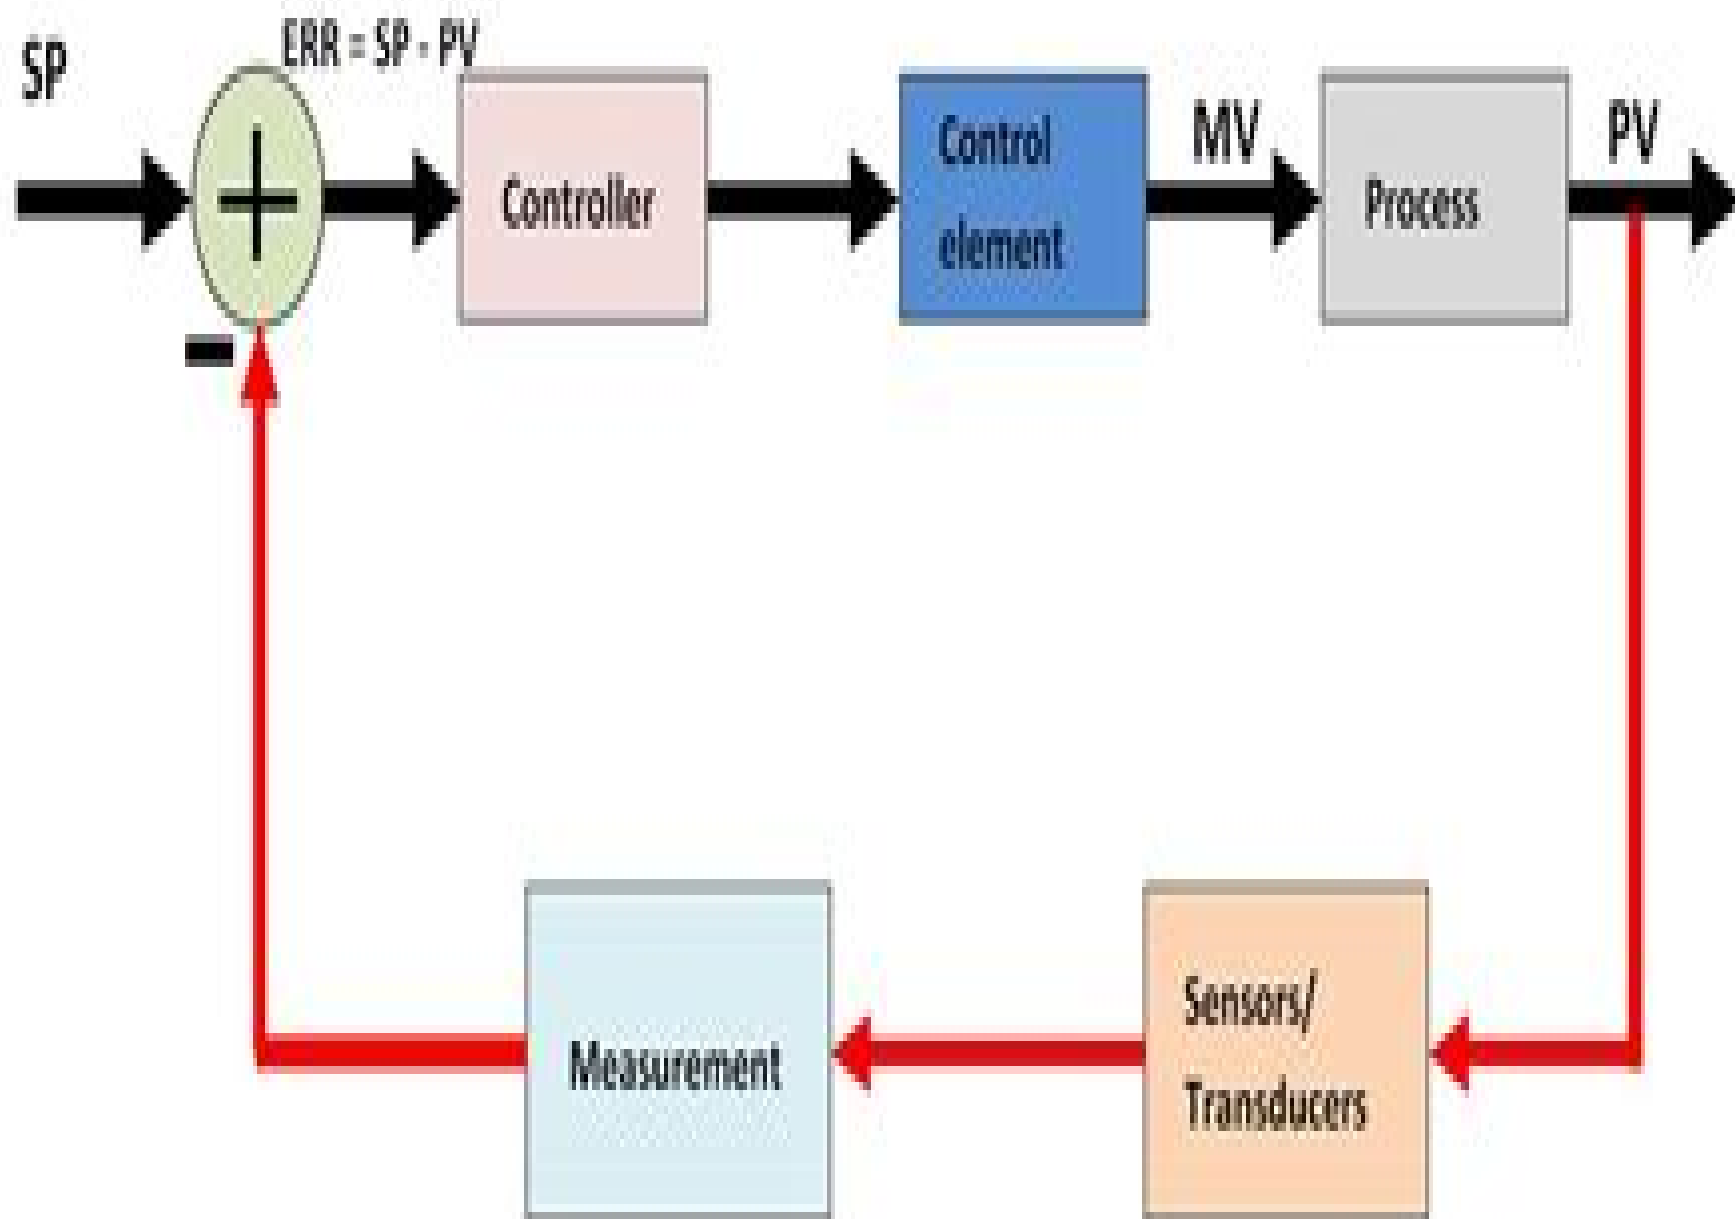 SP
ERR = SP - PV
+
Controller
Control
element
MV
Process
PV
-
Measurement
Sensors/
Transducers